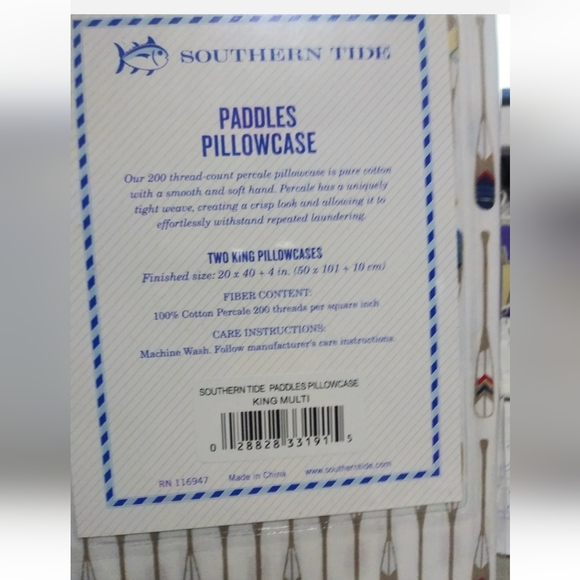 SOUTHERN TIDE
PADDLES
PILLOWCASE
Our 200 thread-count percale pillowcase is pure cotton
with a smooth and soft hand. Percale has a uniquely
tight weave, creating a crisp look and allowing it to
effortlessly withstand repeated laundering.
TWO KING PILLOWCASES
Finished size: 20 x 40 + 4 in. (50 x 101 + 10 cm)
FIBER CONTENT:
100% Cotton Percale 200 threads per square inch
CARE INSTRUCTIONS:
Machine Wash. Follow manufacturer's care instructions.
SOUTHERN TIDE PADDLES PILLOWCASE
KING MULTI
0 28828 33191 5
RN 116947 Made in China www.southerntide.com